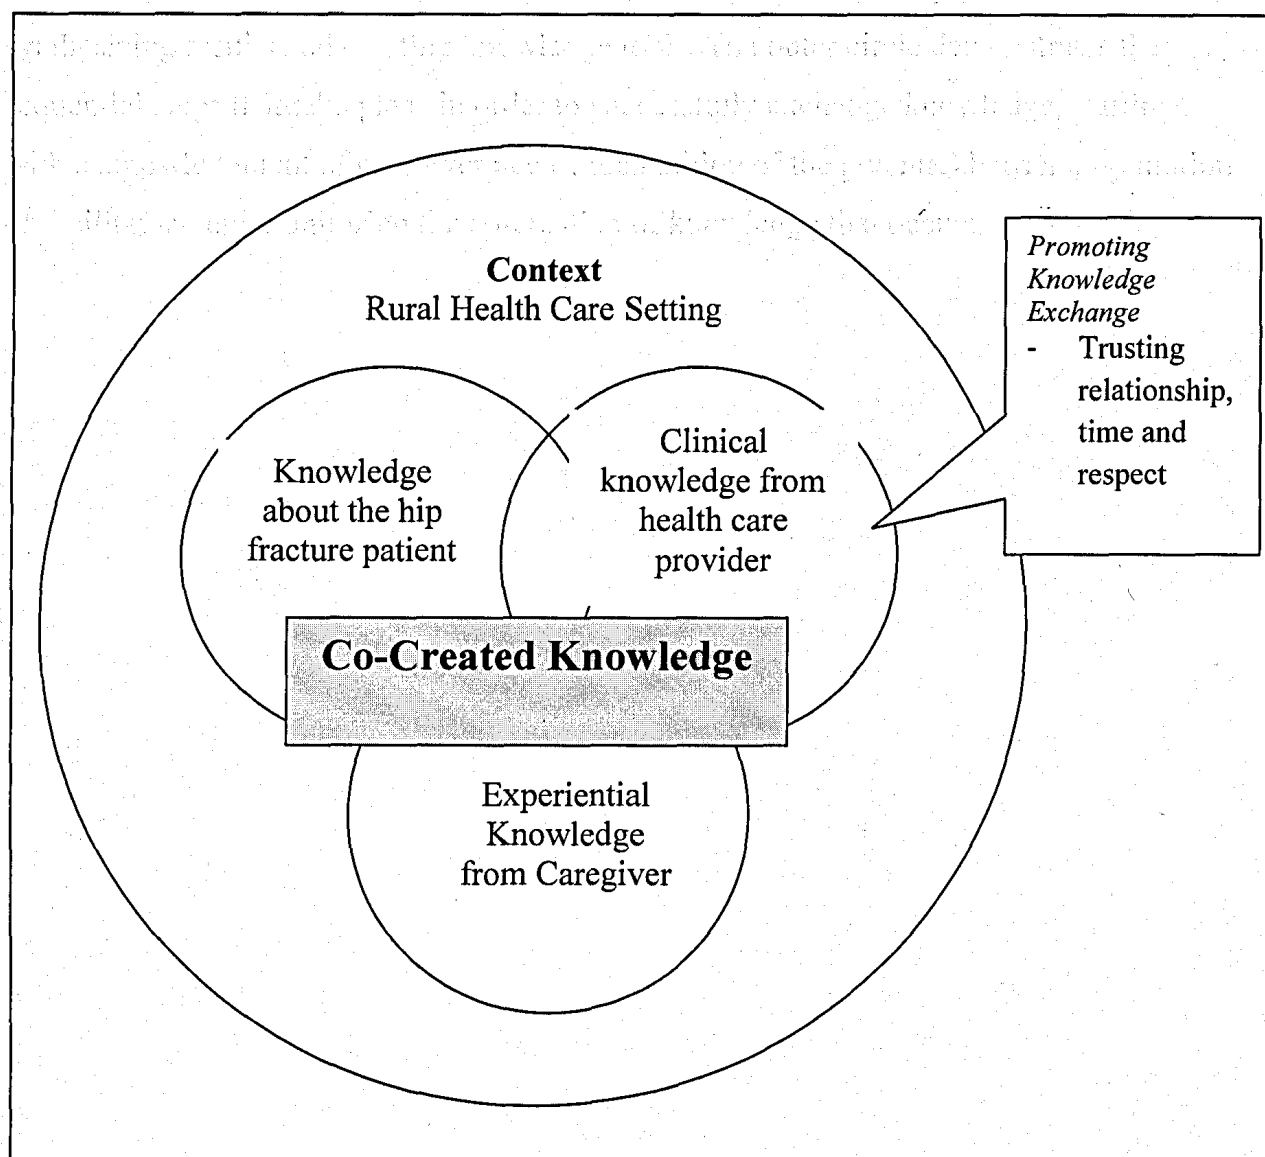 Context
Rural Health Care Setting
Promoting
Knowledge
Exchange
- Trusting
relationship,
time and
respect
Knowledge
about the hip
fracture patient
Clinical
knowledge from
health care
provider
Co-Created Knowledge
Experiential
Knowledge
from Caregiver